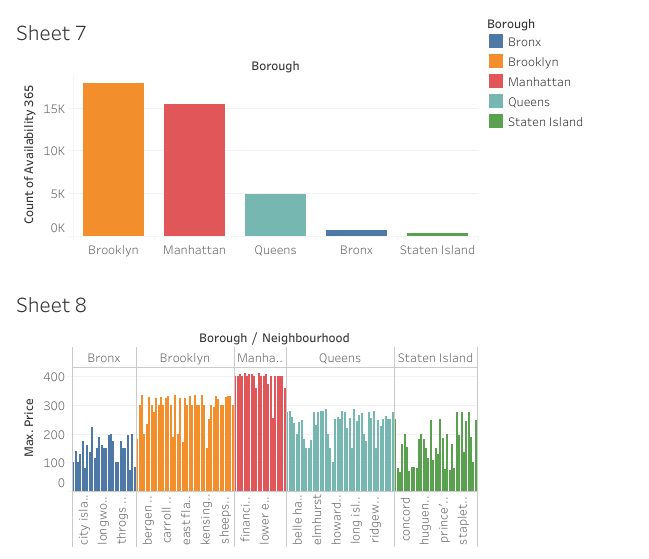 Sheet 7
Borough
Bronx
Brooklyn
Manhattan
Queens
Staten Island
Borough
Count of Availability 365
15K
10K
5K
0K
Brooklyn Manhattan Queens Bronx Staten Island
Sheet 8
Borough / Neighbourhood
Bronx Brooklyn Manha.. Queens Staten Island
Max. Price
400
300
200
100
0
city isla..
longwo..
throgs ..
bergen ..
carroll ..
east fla..
kensing..
sheeps..
financi..
lower e..
belle ha..
elmhurst
howard..
long isl..
ridgew..
concord
huguen..
prince'..
staplet..